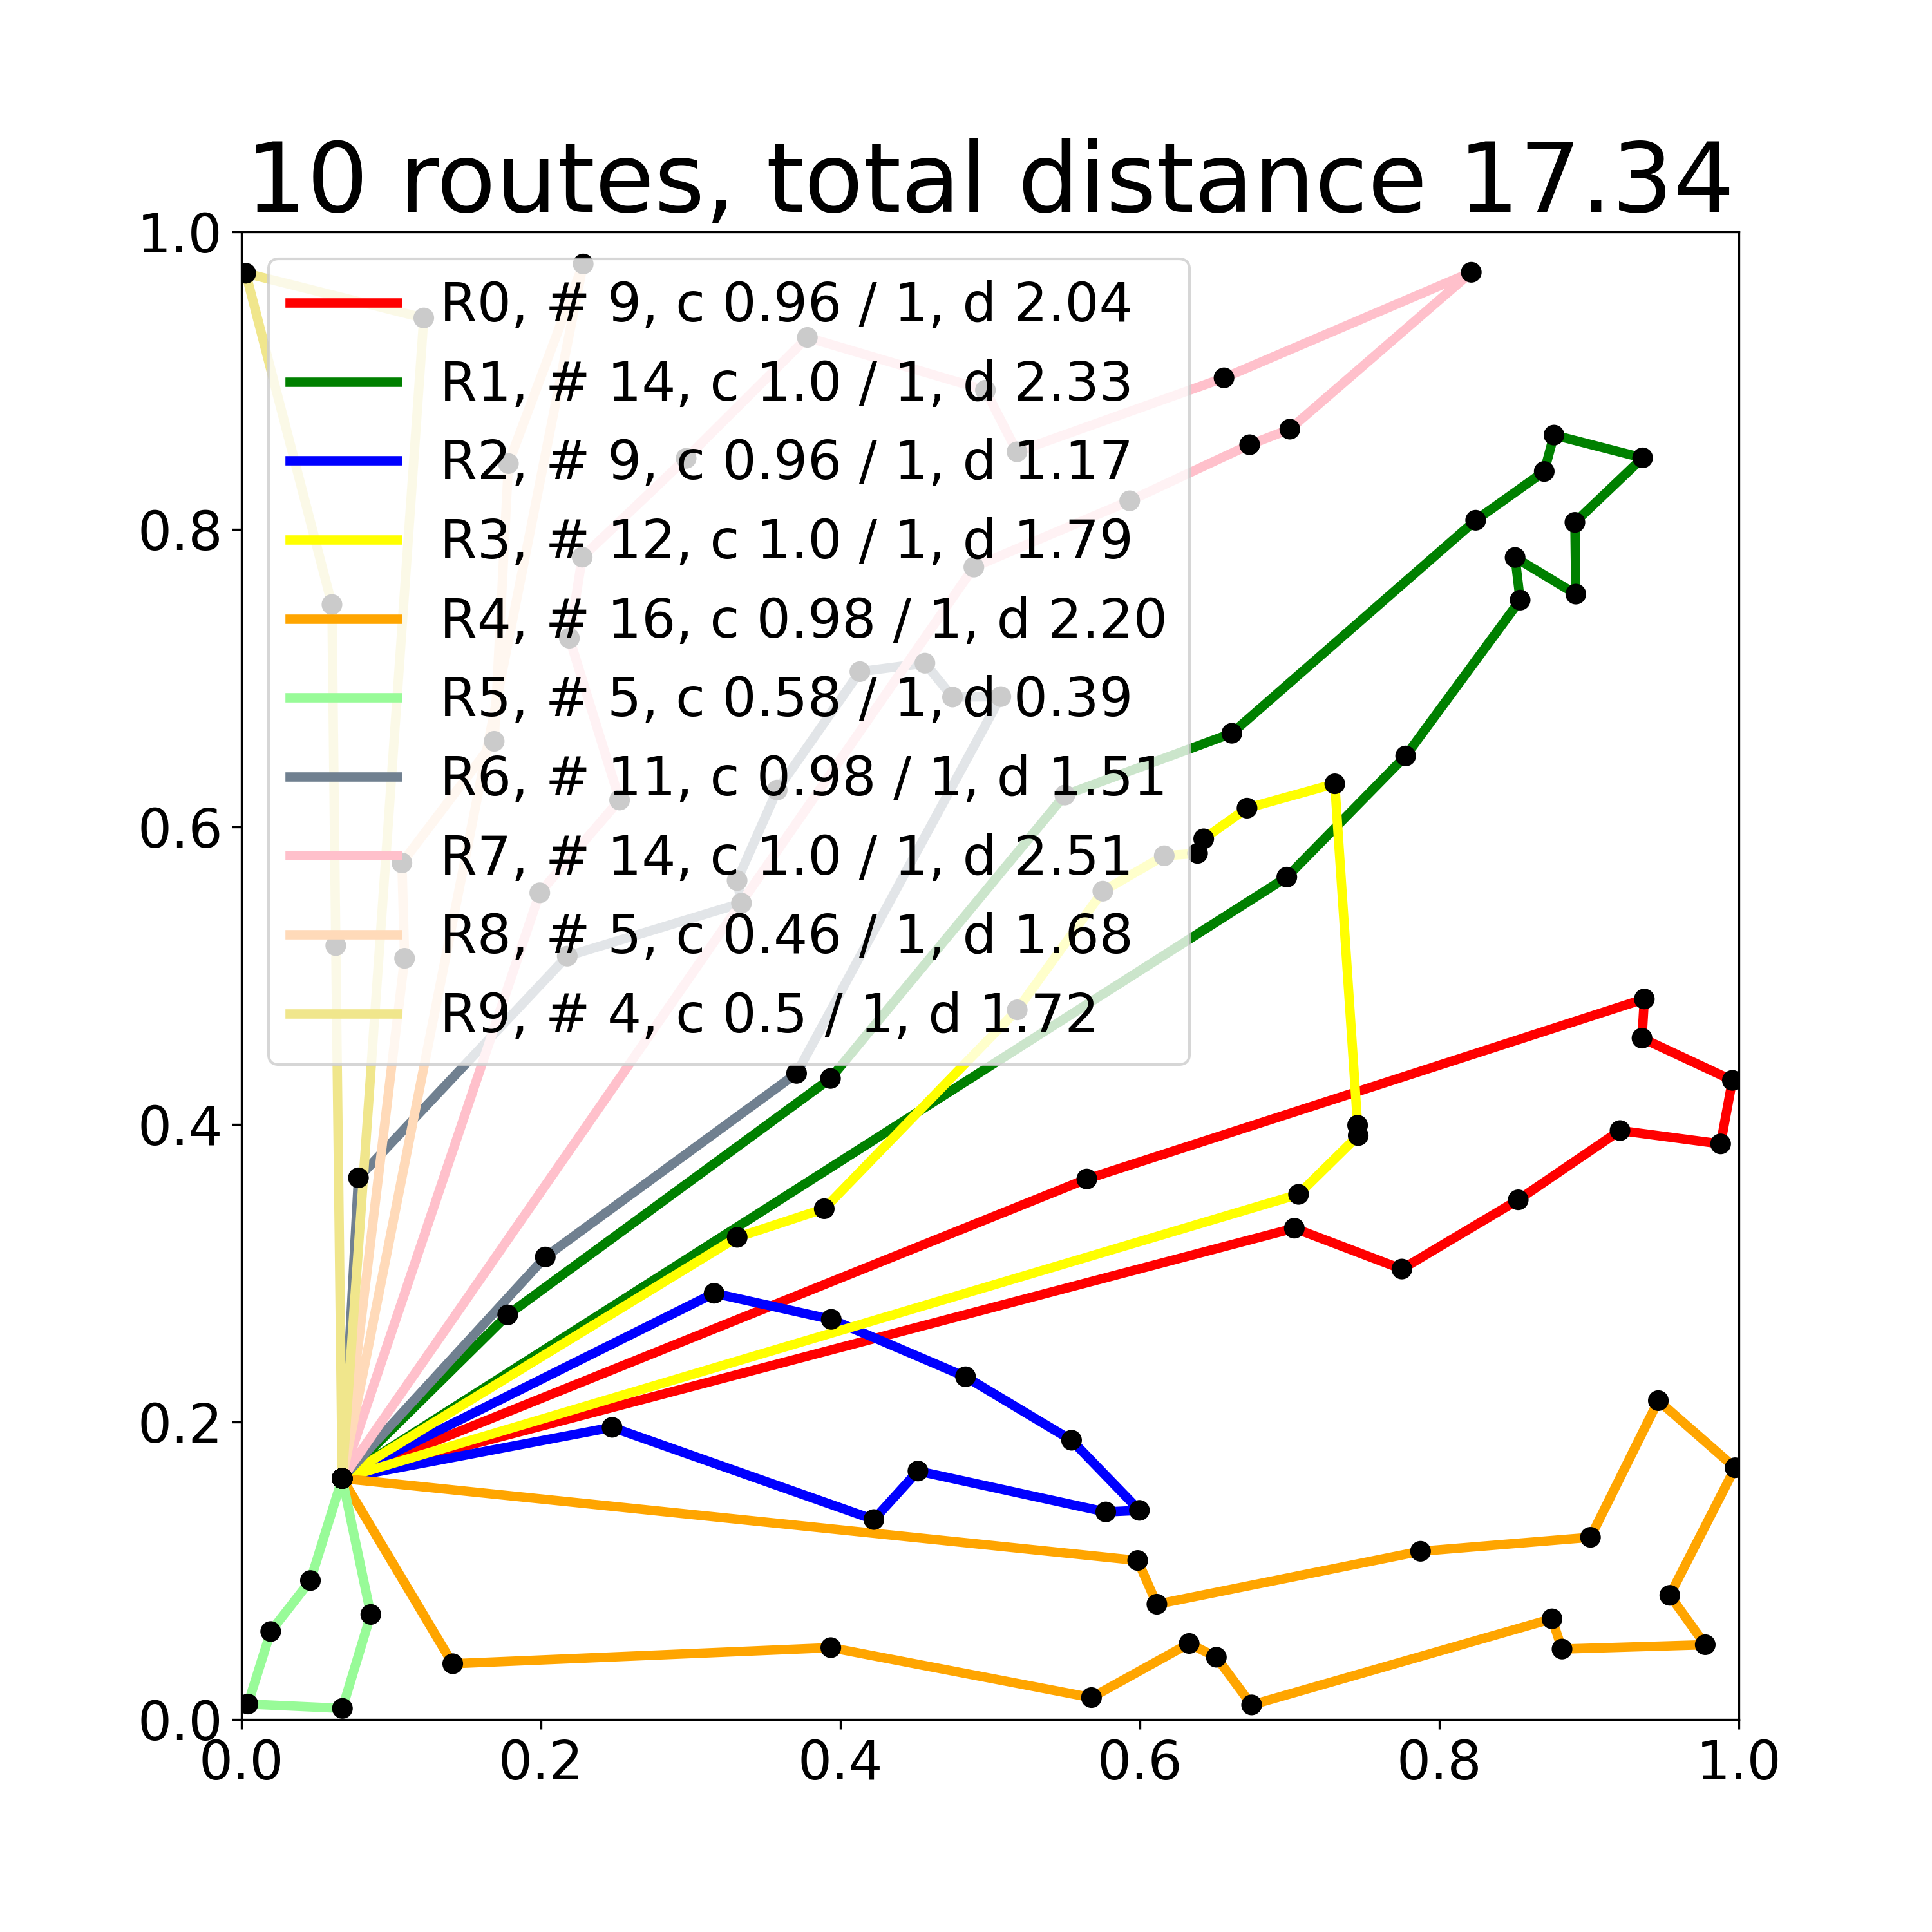 10 routes, total distance 17.34
1.0
0.8
0.6
0.4
0.2
0.0
R0, # 9, c 0.96 / 1, d 2.04
R1, # 14, c 1.0 / 1, d 2.33
R2, # 9, c 0.96 / 1, d 1.17
R3, # 12, c 1.0 / 1, d 1.79
R4, # 16, c 0.98 / 1, d 2.20
R5, # 5, c 0.58 / 1, d 0.39
R6, # 11, c 0.98 / 1, d 1.51
R7, # 14, c 1.0 / 1, d 2.51
R8, # 5, c 0.46 / 1, d 1.68
R9, # 4, c 0.5 / 1, d 1.72
0.0 0.2 0.4 0.6 0.8 1.0